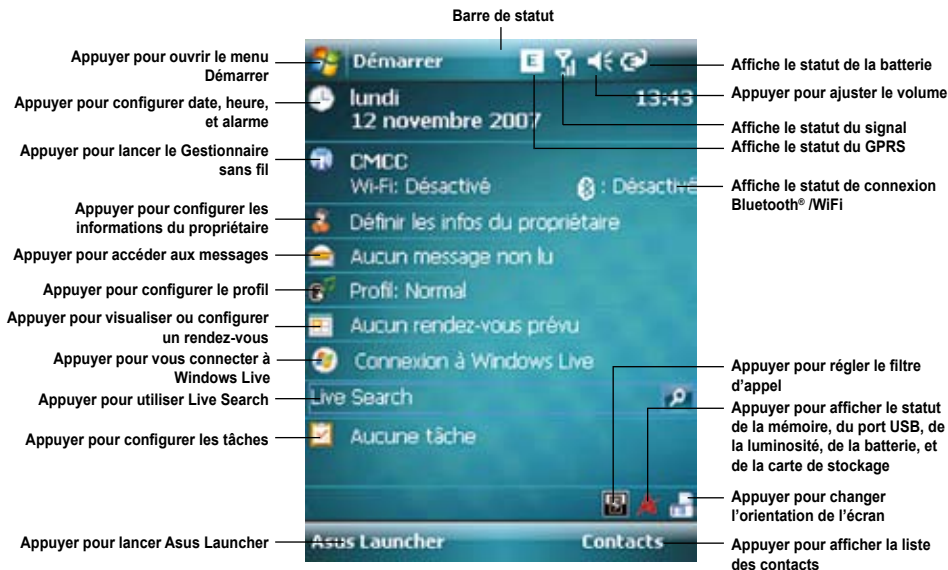 Barre de statut
Appuyer pour ouvrir le menu
Démarrer
Appuyer pour configurer date, heure,
et alarme
Appuyer pour lancer le Gestionnaire
sans fil
Appuyer pour configurer les
informations du propriétaire
Appuyer pour accéder aux messages
Appuyer pour configurer le profil
Appuyer pour visualiser ou configurer
un rendez-vous
Appuyer pour vous connecter à
Windows Live
Appuyer pour utiliser Live Search
Appuyer pour configurer les tâches
Appuyer pour lancer Asus Launcher
Démarrer
E
lundi
13:43
12 novembre 2007
CMCC
Wi-Fi: Désactivé
: Désactivé
Définir les infos du propriétaire
Aucun message non lu
Profil: Normal
Aucun rendez-vous prévu
Connexion à Windows Live
Live Search
Aucune tâche
Asus Launcher
Contacts
Affiche le statut de la batterie
Appuyer pour ajuster le volume
Affiche le statut du signal
Affiche le statut du GPRS
Affiche le statut de connexion
Bluetooth® /WiFi
Appuyer pour régler le filtre
d'appel
Appuyer pour afficher le statut
de la mémoire, du port USB, de
la luminosité, de la batterie, et
de la carte de stockage
Appuyer pour changer
l'orientation de l'écran
Appuyer pour afficher la liste
des contacts